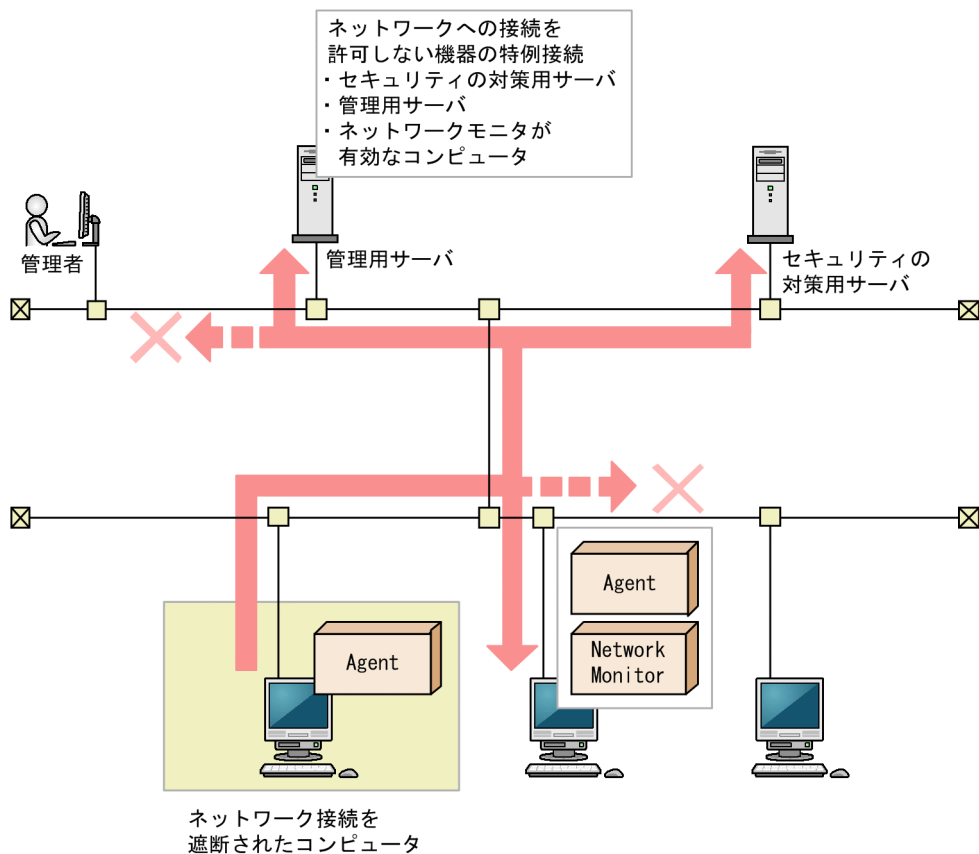 ネットワークへの接続を
許可しない機器の特例接続
・セキュリティの対策用サーバ
・管理用サーバ
・ネットワークモニタが
有効なコンピュータ
管理者
管理用サーバ
セキュリティの
対策用サーバ
Agent
Agent
Network
Monitor
ネットワーク接続を
遮断されたコンピュータ